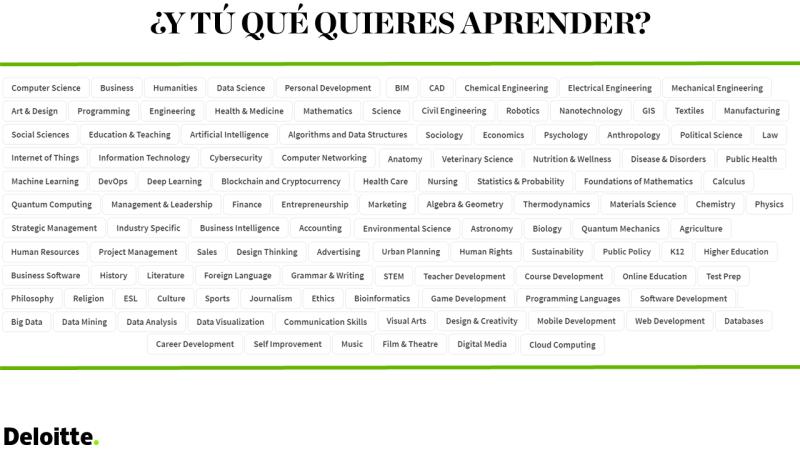 ¿Y TÚ QUÉ QUIERES APRENDER?
Computer Science Business Humanities Data Science Personal Development BIM CAD Chemical Engineering Electrical Engineering Mechanical Engineering
Art & Design Programming Engineering Health & Medicine Mathematics Science Civil Engineering Robotics Nanotechnology GIS Textiles Manufacturing
Social Sciences Education & Teaching Artificial Intelligence Algorithms and Data Structures Sociology Economics Psychology Anthropology Political Science Law
Internet of Things Information Technology Cybersecurity Computer Networking Anatomy Veterinary Science Nutrition & Wellness Disease & Disorders Public Health
Machine Learning DevOps Deep Learning Blockchain and Cryptocurrency Health Care Nursing Statistics & Probability Foundations of Mathematics Calculus
Quantum Computing Management & Leadership Finance Entrepreneurship Marketing Algebra & Geometry Thermodynamics Materials Science Chemistry Physics
Strategic Management Industry Specific Business Intelligence Accounting Environmental Science Astronomy Biology Quantum Mechanics Agriculture
Human Resources Project Management Sales Design Thinking Advertising Urban Planning Human Rights Sustainability Public Policy K12 Higher Education
Business Software History Literature Foreign Language Grammar & Writing STEM Teacher Development Course Development Online Education Test Prep
Philosophy Religion ESL Culture Sports Journalism Ethics Bioinformatics Game Development Programming Languages Software Development
Big Data Data Mining Data Analysis Data Visualization Communication Skills Visual Arts Design & Creativity Mobile Development Web Development Databases
Career Development Self Improvement Music Film & Theatre Digital Media Cloud Computing
Deloitte.